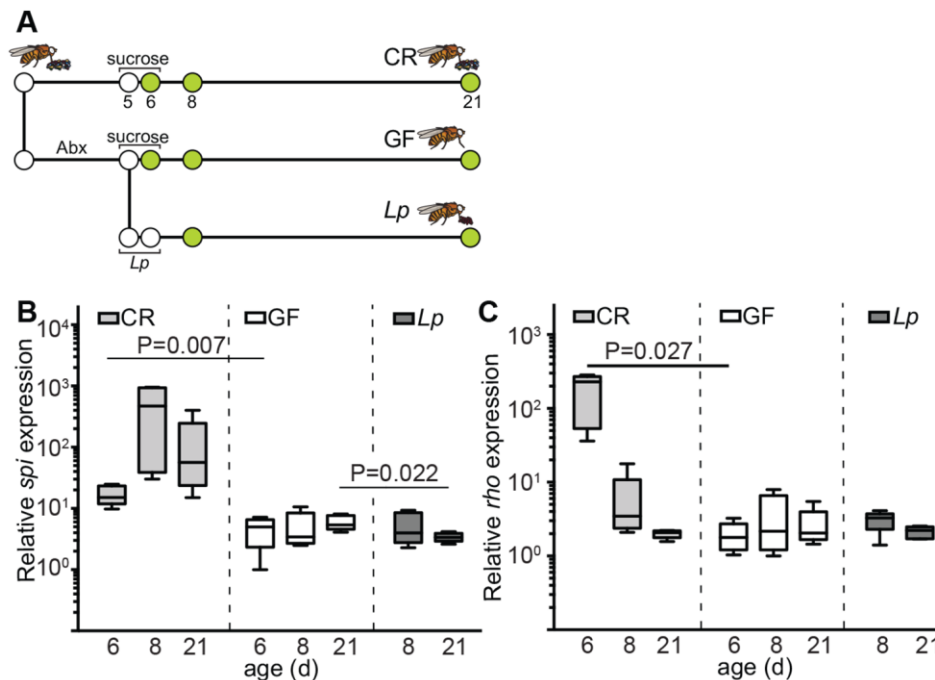 A
sucrose
CR
5 6 8 21
Abx
sucrose
GF
Lp
Lp
B
CR GF Lp
P=0.007
P=0.022
Relative spi expression
10⁴
10³
10²
10¹
10⁰
6 8 21 6 8 21 8 21
age (d)
C
CR GF Lp
P=0.027
Relative rho expression
10³
10²
10¹
10⁰
6 8 21 6 8 21 8 21
age (d)